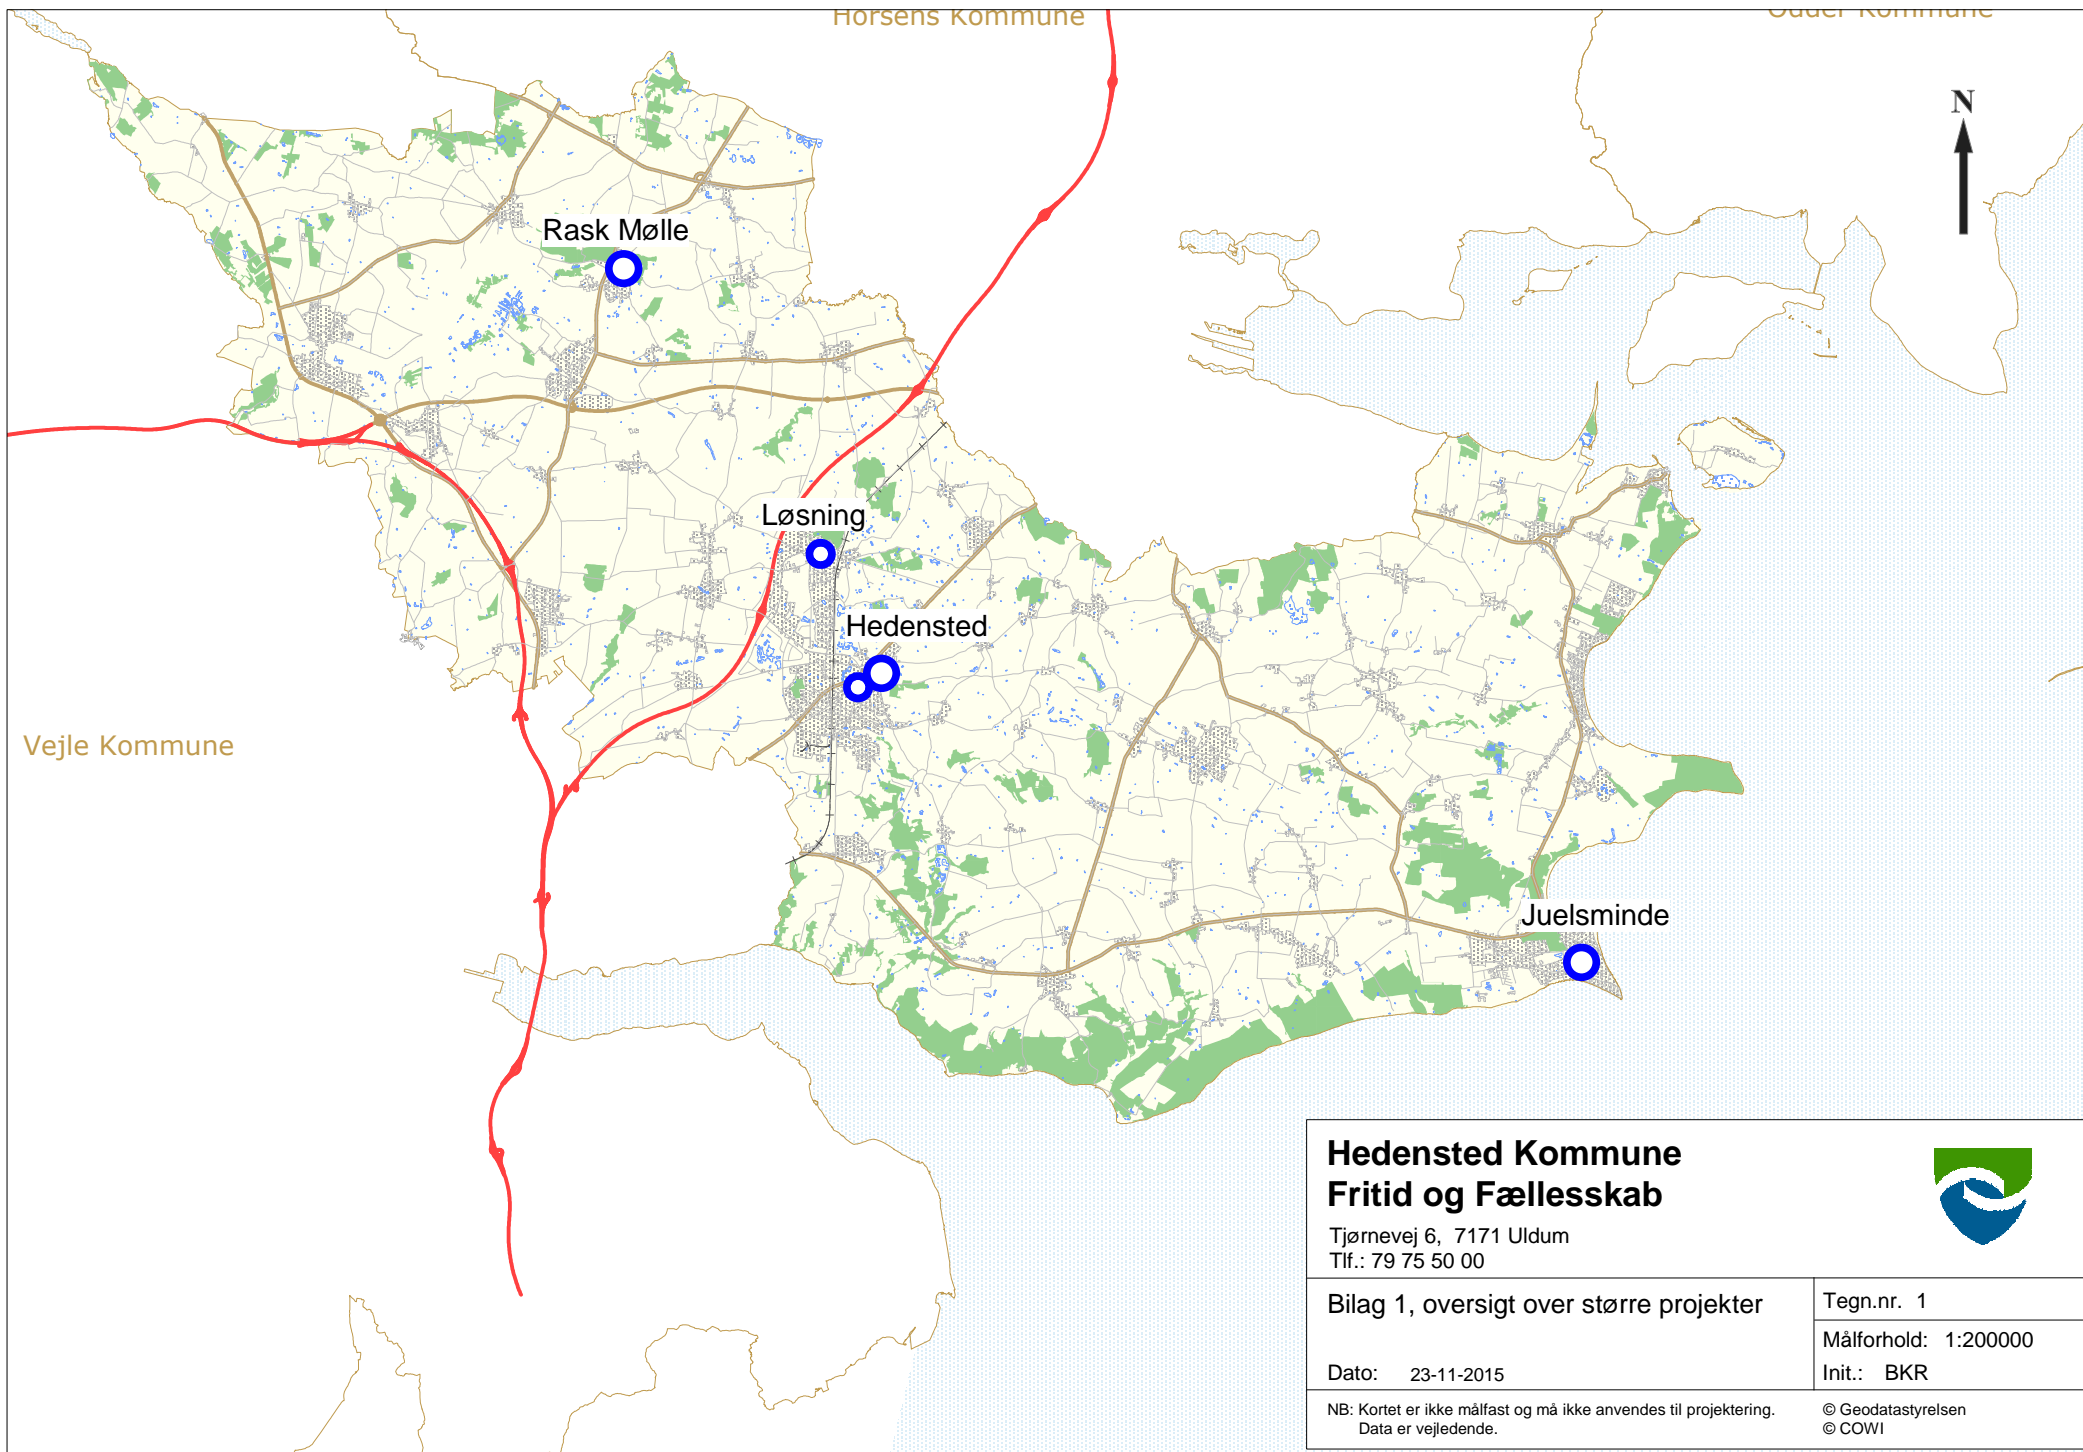 Horsens Kommune
Odder Kommune
N
Rask Mølle
Løsning
Hedensted
Vejle Kommune
Juelsminde
Hedensted Kommune
Fritid og Fællesskab
Tjørnevej 6, 7171 Uldum
Tlf.: 79 75 50 00
Bilag 1, oversigt over større projekter
Dato: 23-11-2015
Tegn.nr. 1
Målforhold: 1:200000
Init.: BKR
NB: Kortet er ikke målfast og må ikke anvendes til projektering.
Data er vejledende.
© Geodatastyrelsen
© COWI